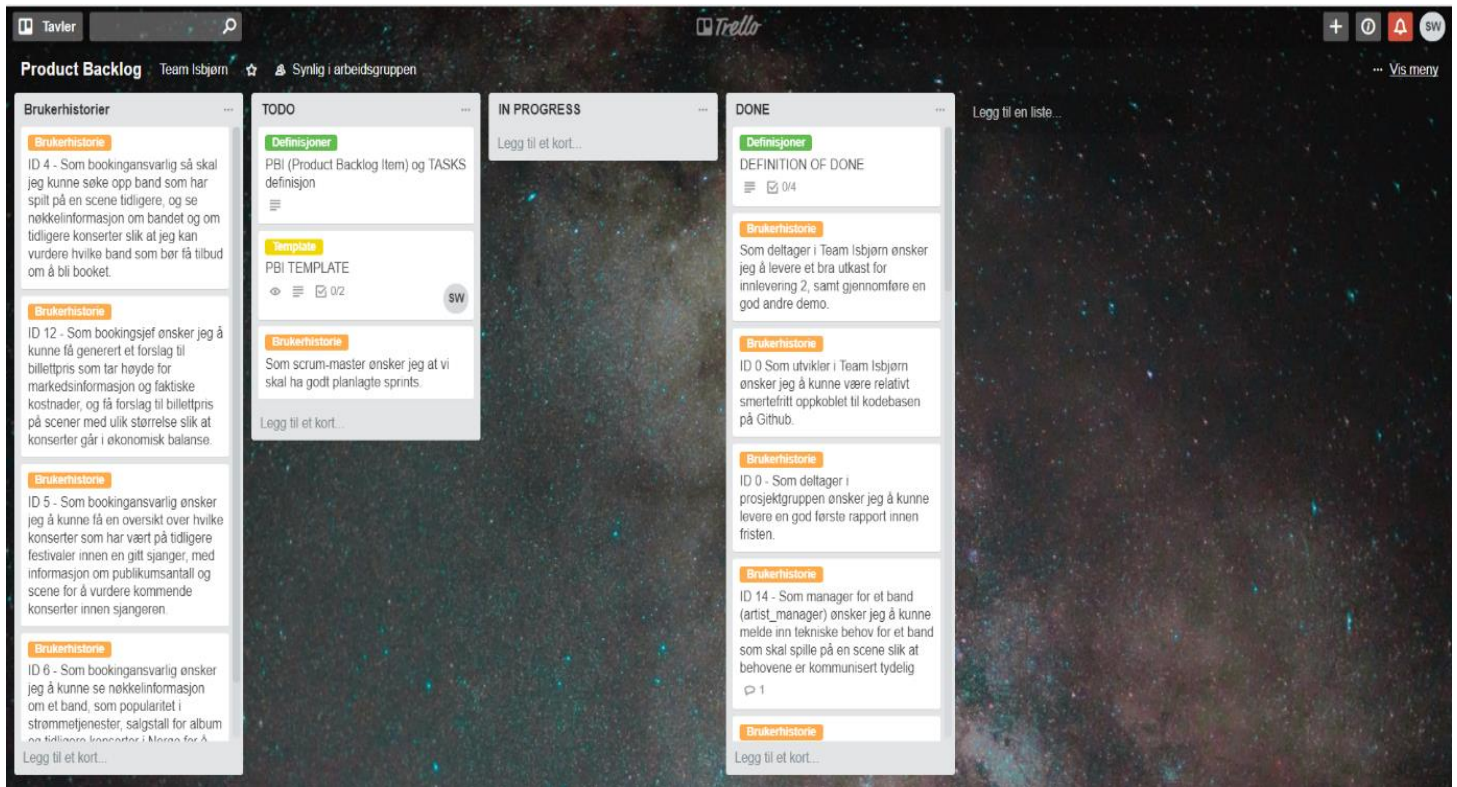 Tavler
Trello
SW
Product Backlog Team Isbjørn Synlig i arbeidsgruppen
... Vis meny
Brukerhistorier
Brukerhistorie
ID 4 - Som bookingansvarlig så skal
jeg kunne søke opp band som har
spilt på en scene tidligere, og se
nøkkelinformasjon om bandet og om
tidligere konserter slik at jeg kan
vurdere hvilke band som bør få tilbud
om å bli booket.
Brukerhistorie
ID 12 - Som bookingsjef ønsker jeg å
kunne få generert et forslag til
billettpris som tar høyde for
markedsinformasjon og faktiske
kostnader, og få forslag til billettpris
på scener med ulik størrelse slik at
konserter går i økonomisk balanse.
Brukerhistorie
ID 5 - Som bookingansvarlig ønsker
jeg å kunne få en oversikt over hvilke
konserter som har vært på tidligere
festivaler innen en gitt sjanger, med
informasjon om publikumsantall og
scene for å vurdere kommende
konserter innen sjangeren.
Brukerhistorie
ID 6 - Som bookingansvarlig ønsker
jeg å kunne se nøkkelinformasjon
om et band, som popularitet i
strømmetjenester, salgstall for album
og tidligere konserter i Norge for å
Legg til et kort...
TODO
Definisjoner
PBI (Product Backlog Item) og TASKS
definisjon
Template
PBI TEMPLATE
0/2
SW
Brukerhistorie
Som scrum-master ønsker jeg at vi
skal ha godt planlagte sprints.
Legg til et kort...
IN PROGRESS
Legg til et kort...
DONE
Definisjoner
DEFINITION OF DONE
0/4
Brukerhistorie
Som deltager i Team Isbjørn ønsker
jeg å levere et bra utkast for
innlevering 2, samt gjennomføre en
god andre demo.
Brukerhistorie
ID 0 Som utvikler i Team Isbjørn
ønsker jeg å kunne være relativt
smertefritt oppkoblet til kodebasen
på Github.
Brukerhistorie
ID 0 - Som deltager i
prosjektgruppen ønsker jeg å kunne
levere en god første rapport innen
fristen.
Brukerhistorie
ID 14 - Som manager for et band
(artist_manager) ønsker jeg å kunne
melde inn tekniske behov for et band
som skal spille på en scene slik at
behovene er kommunisert tydelig
1
Brukerhistorie
Legg til et kort...
Legg til en liste...